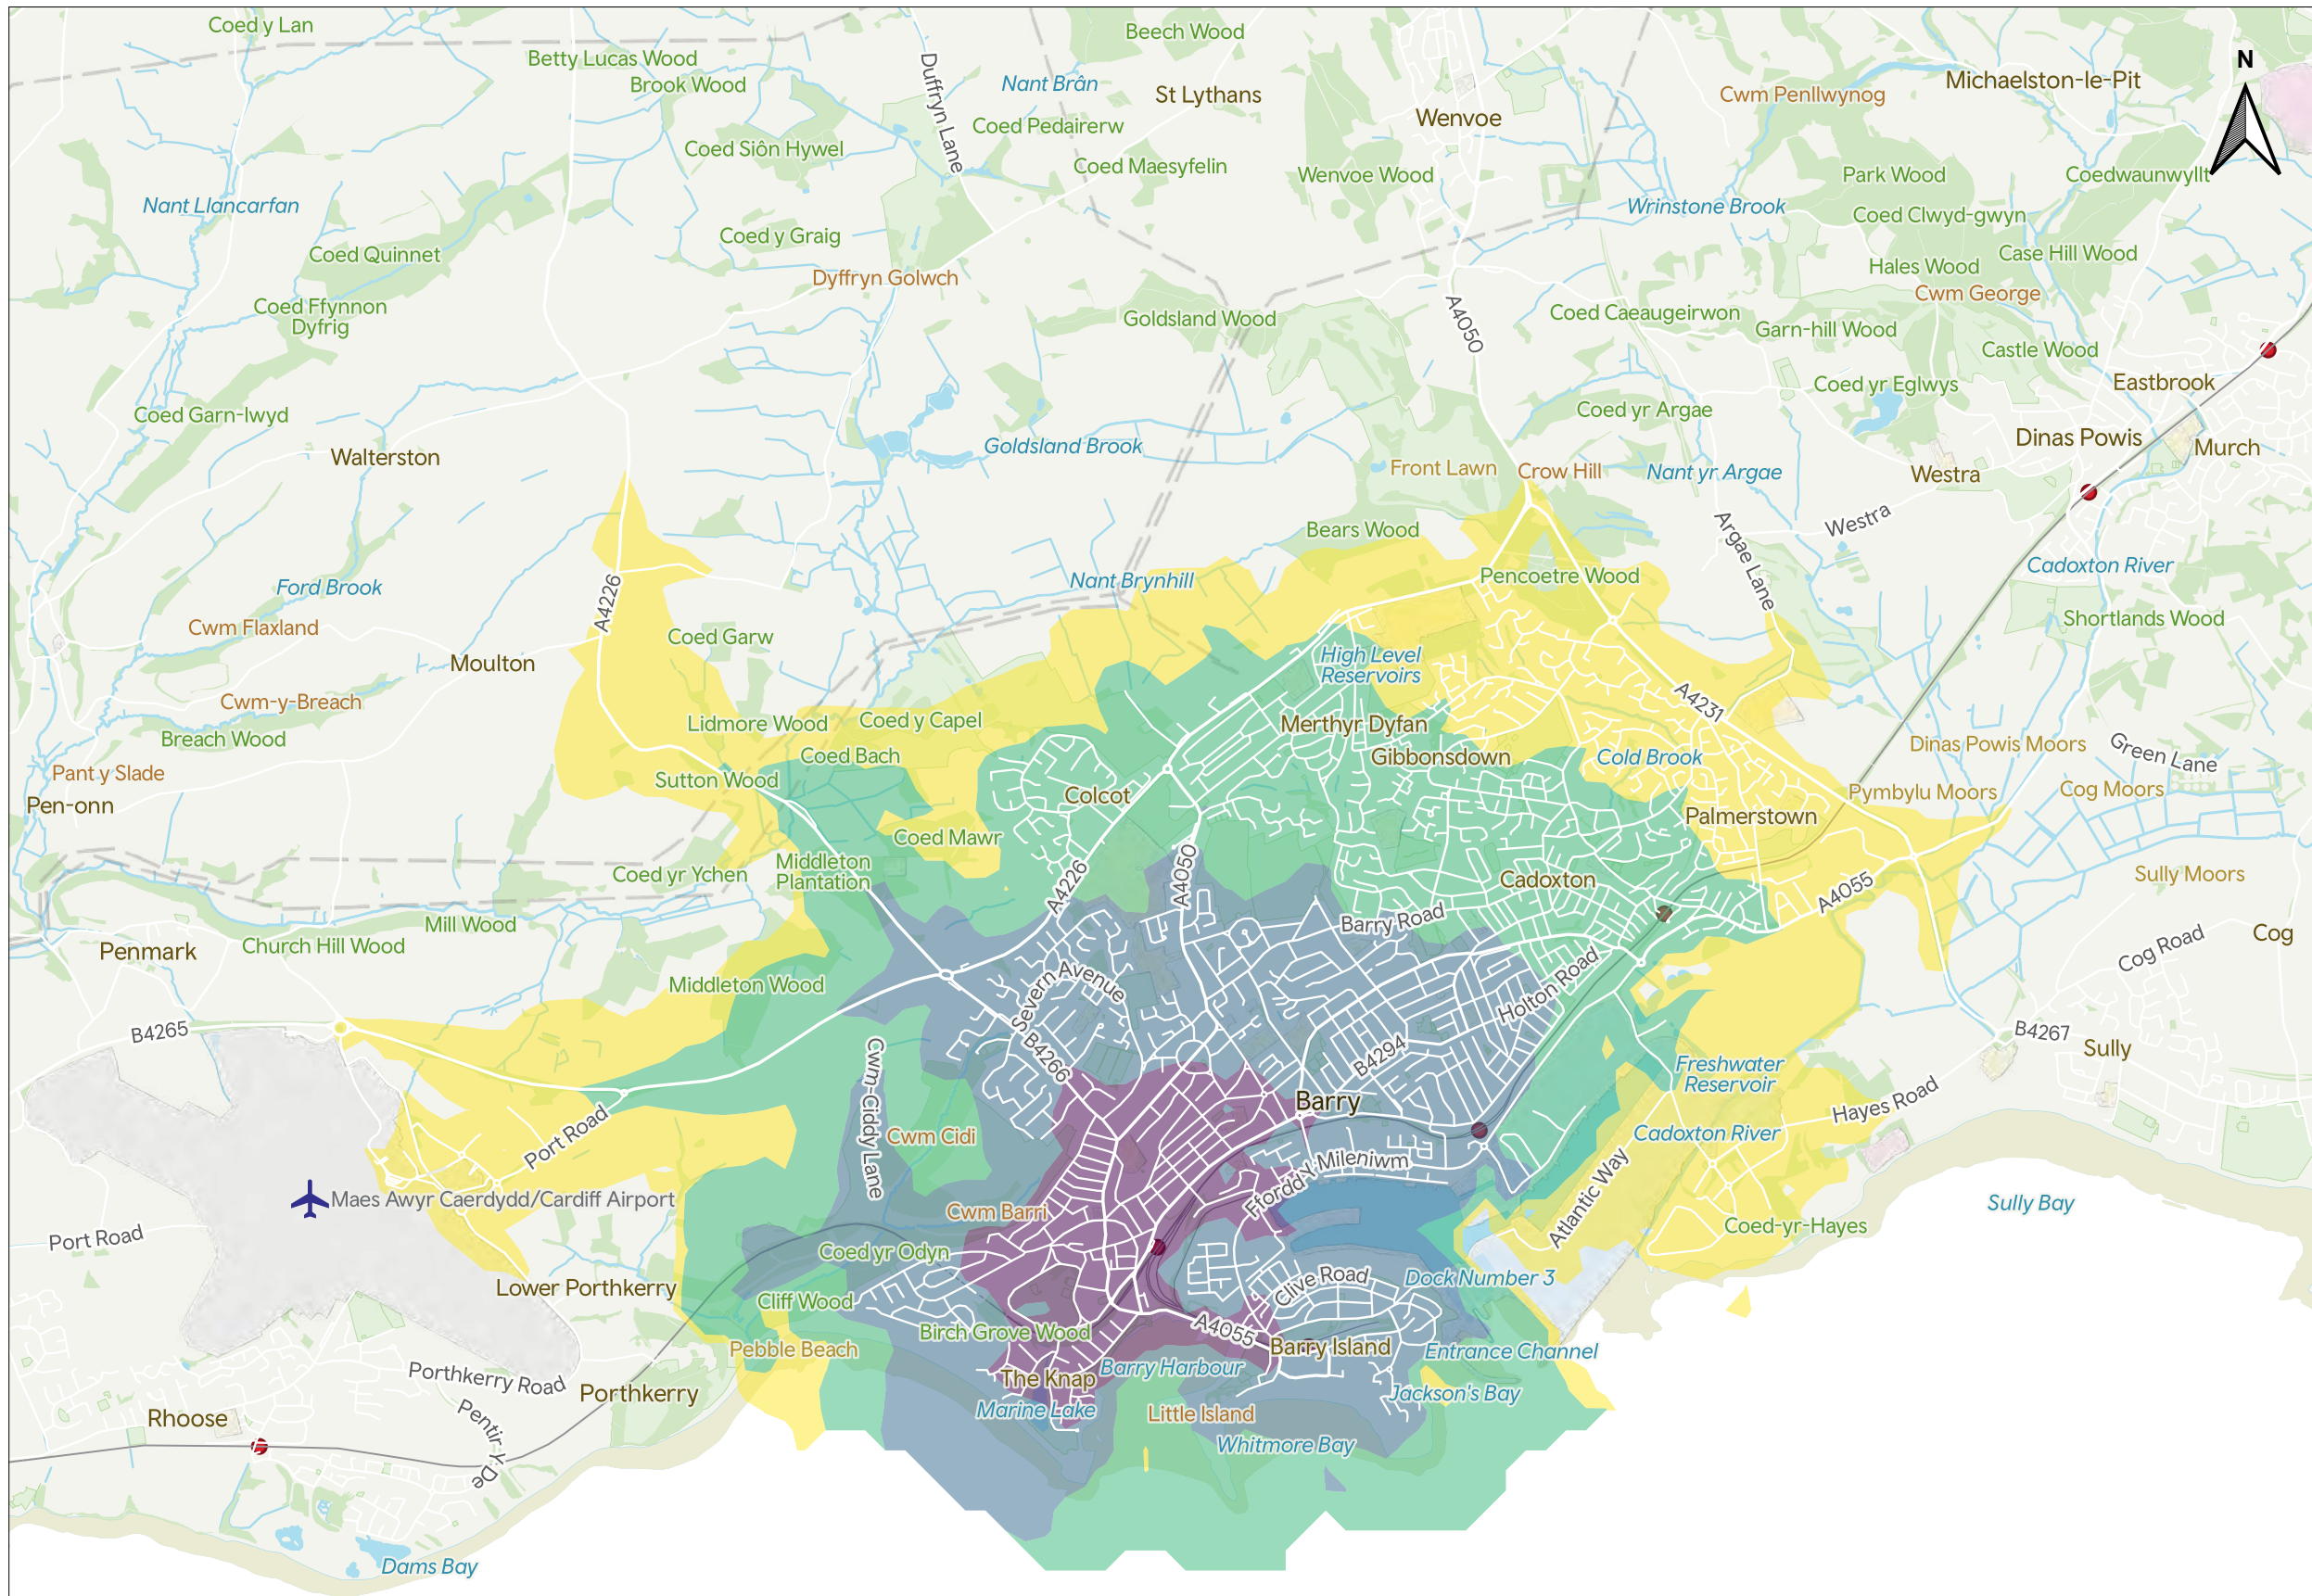 Coed y Lan
Beech Wood
Betty Lucas Wood
Brook Wood
Duffryn Lane
Nant Brân
St Lythans
Wenvoe
Cwm Penllwynog
Michaelston-le-Pit
N
Coed Pedairerw
Coed Siôn Hywel
Coed Maesyfelin
Wenvoe Wood
Park Wood
Coedwaunwyllt
Nant Llancarfan
Wrinstone Brook
Coed Clwyd-gwyn
Coed y Graig
Coed Quinnet
Case Hill Wood
Hales Wood
Dyffryn Golwch
Cwm George
Coed Ffynnon
Dyfrig
Goldsland Wood
A4050
Coed Caeaugeirwon
Garn-hill Wood
Castle Wood
Coed yr Eglwys
Eastbrook
Coed Garn-lwyd
Coed yr Argae
Dinas Powis
Murch
Goldsland Brook
Walterston
Front Lawn
Crow Hill
Nant yr Argae
Westra
Westra
Bears Wood
Argae Lane
Cadoxton River
Ford Brook
A4226
Nant Brynhill
Pencoetre Wood
Shortlands Wood
Cwm Flaxland
Coed Garw
Moulton
High Level
Reservoirs
Cwm-y-Breach
A4231
Lidmore Wood
Coed y Capel
Merthyr Dyfan
Breach Wood
Coed Bach
Gibbonsdown
Cold Brook
Dinas Powis Moors
Green Lane
Pant y Slade
Sutton Wood
Pen-onn
Colcot
Pymbylu Moors
Cog Moors
Palmerstown
Coed Mawr
Middleton
Plantation
Coed yr Ychen
A4226
A4050
Cadoxton
A4055
Sully Moors
Mill Wood
Barry Road
Church Hill Wood
Penmark
Cog Road
Cog
Middleton Wood
Severn Avenue
Holton Road
B4265
B4266
B4294
B4267
Sully
Freshwater
Reservoir
Cwm-Ciddy Lane
Barry
Hayes Road
Port Road
Cwm Cidi
Cadoxton River
Ffordd Y Mileniwm
Atlantic Way
Maes Awyr Caerdydd/Cardiff Airport
Sully Bay
Cwm Barri
Coed-yr-Hayes
Port Road
Coed yr Odyn
Lower Porthkerry
Clive Road
Dock Number 3
Cliff Wood
Birch Grove Wood
A4055
Pebble Beach
Barry Island
Entrance Channel
Barry Harbour
Porthkerry Road
The Knap
Porthkerry
Jackson's Bay
Marine Lake
Little Island
Rhoose
Pentir Y De
Whitmore Bay
Dams Bay